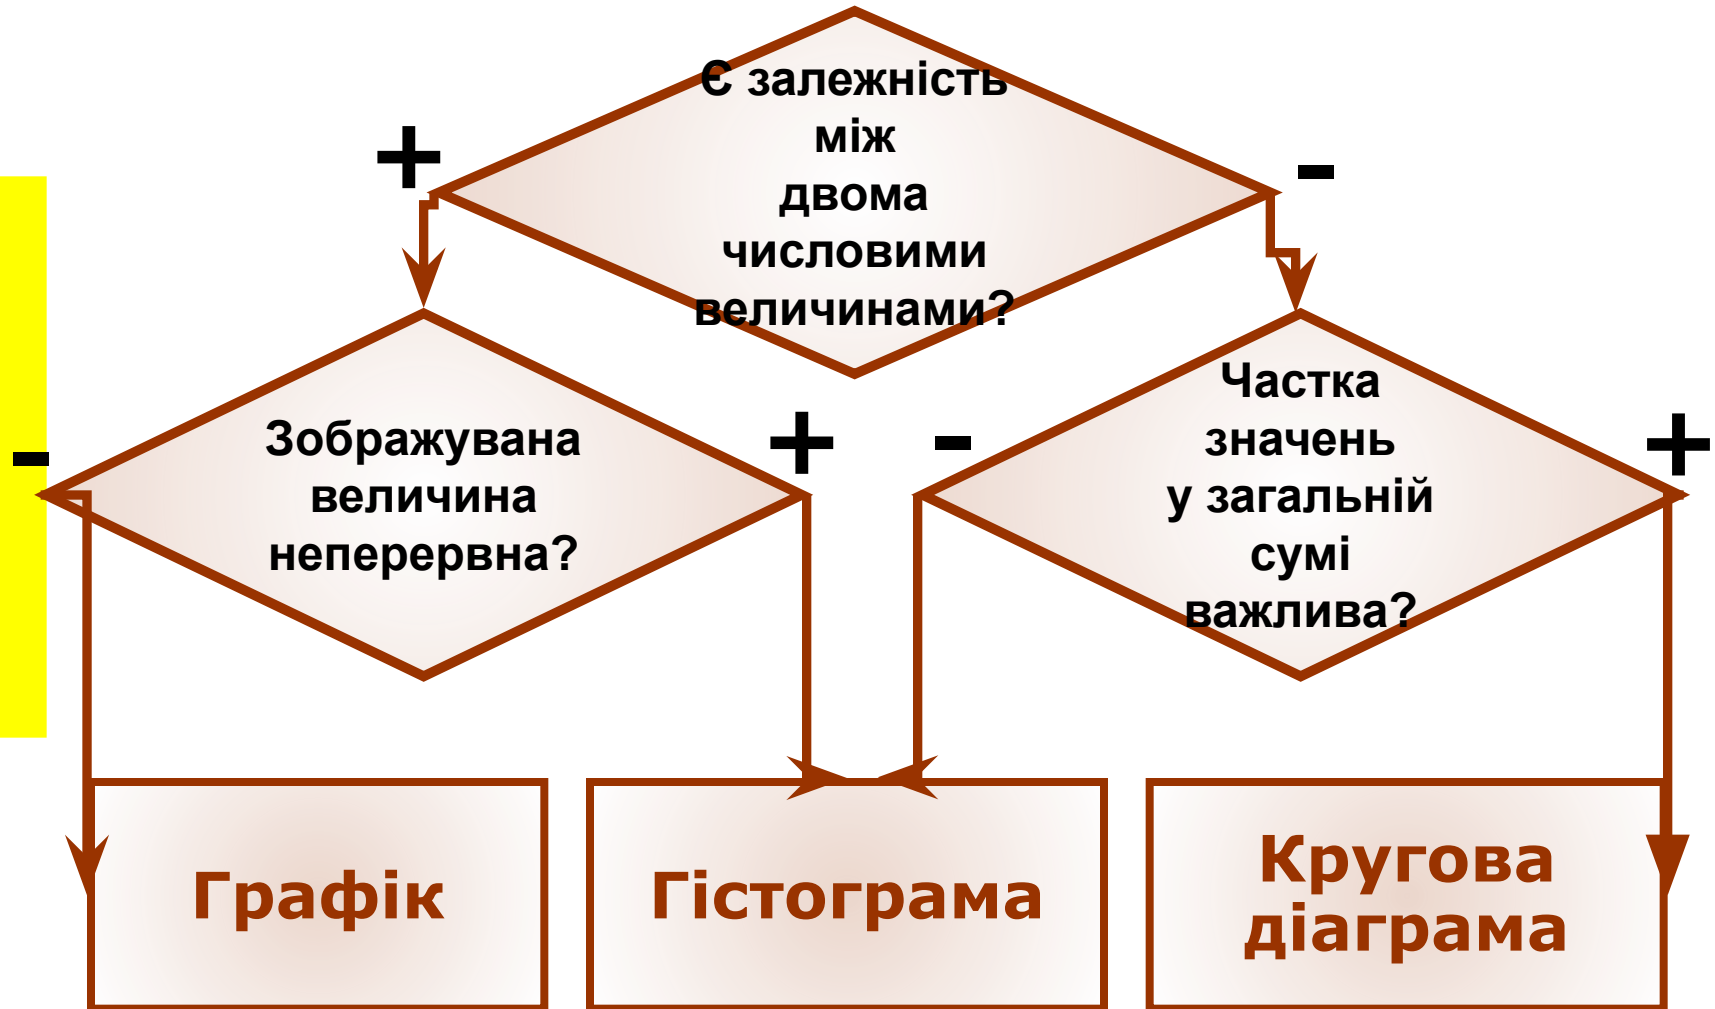 Є залежність
між
двома
числовими
величинами?
+
-
Зображувана
величина
неперервна?
-
+
Частка
значень
у загальній
сумі
важлива?
-
+
Графік
Гістограма
Кругова
діаграма